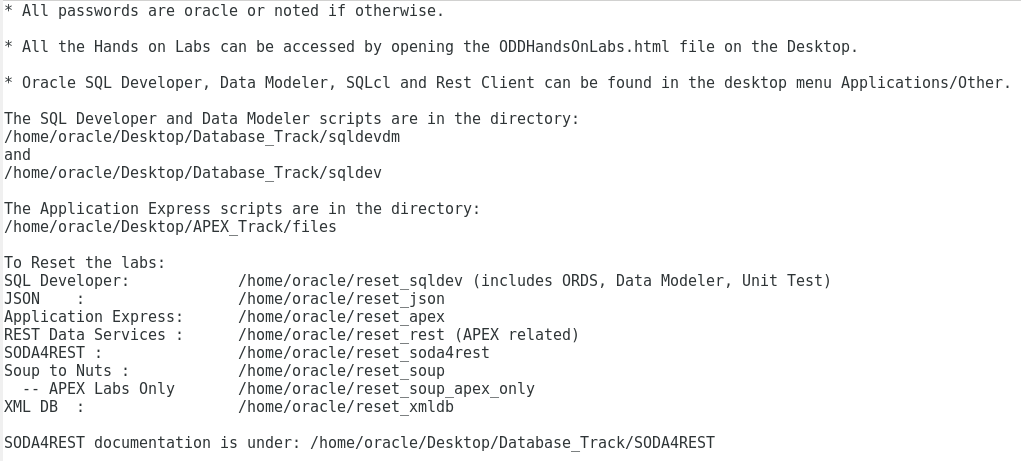 * All passwords are oracle or noted if otherwise.
* All the Hands on Labs can be accessed by opening the ODDHandsOnLabs.html file on the Desktop.
* Oracle SQL Developer, Data Modeler, SQLcl and Rest Client can be found in the desktop menu Applications/Other.
The SQL Developer and Data Modeler scripts are in the directory:
/home/oracle/Desktop/Database_Track/sqldevdm
and
/home/oracle/Desktop/Database_Track/sqldev
The Application Express scripts are in the directory:
/home/oracle/Desktop/APEX_Track/files
To Reset the labs:
SQL Developer:            /home/oracle/reset_sqldev (includes ORDS, Data Modeler, Unit Test)
JSON    :                 /home/oracle/reset_json
Application Express:      /home/oracle/reset_apex
REST Data Services :      /home/oracle/reset_rest (APEX related)
SODA4REST :               /home/oracle/reset_soda4rest
Soup to Nuts :            /home/oracle/reset_soup
  -- APEX Labs Only       /home/oracle/reset_soup_apex_only
XML DB  :                 /home/oracle/reset_xmldb
SODA4REST documentation is under: /home/oracle/Desktop/Database_Track/SODA4REST